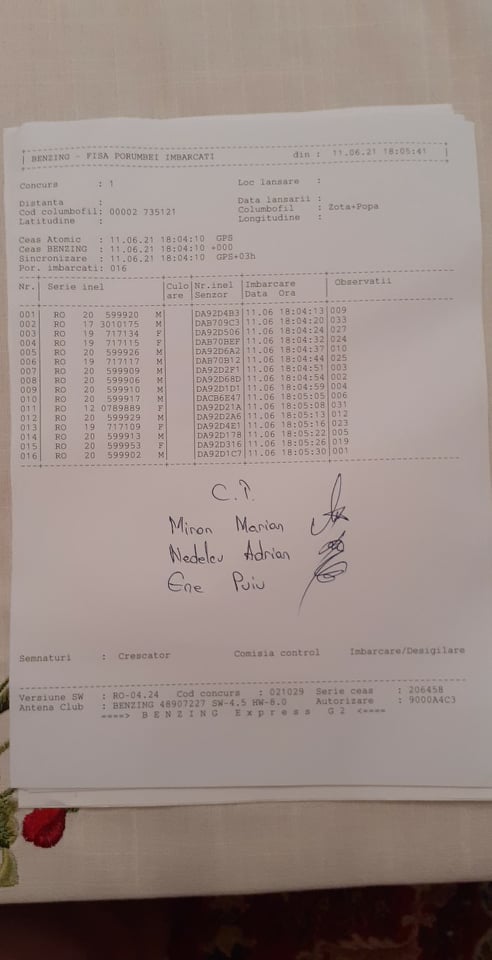 BENZING - FISA PORUMBEI IMBARCATI din : 11.06.21 18:05:41
Concurs : 1 Loc lansare :
Distanta : Data lansarii :
Cod columbofil: 00002 735121 Columbofil : Zota+Popa
Latitudine : Longitudine :
Ceas Atomic : 11.06.21 18:04:10 GPS
Ceas BENZING : 11.06.21 18:04:10 +000
Sincronizare : 11.06.21 18:04:10 GPS+03h
Por. imbarcati: 016
Nr. Serie inel Culo Nr.inel Imbarcare Observatii
are Senzor Data Ora
001 RO 20 599920 M DA92D4B3 11.06 18:04:13 009
002 RO 17 3010175 M DAB709C3 11.06 18:04:20 033
003 RO 19 717134 F DA92D506 11.06 18:04:24 027
004 RO 19 717115 F DAB70BEF 11.06 18:04:32 024
005 RO 20 599926 M DA92D6A2 11.06 18:04:37 010
006 RO 19 717117 M DAB70B12 11.06 18:04:44 025
007 RO 20 599909 M DA92D2F1 11.06 18:04:51 003
008 RO 20 599906 M DA92D68D 11.06 18:04:54 002
009 RO 20 599910 M DA92D1D1 11.06 18:04:59 004
010 RO 20 599917 M DACB6E47 11.06 18:05:05 006
011 RO 12 0789889 F DA92D21A 11.06 18:05:08 031
012 RO 20 599929 M DA92D2A6 11.06 18:05:13 012
013 RO 19 717109 F DA92D4E1 11.06 18:05:16 023
014 RO 20 599913 M DA92D178 11.06 18:05:22 005
015 RO 20 599953 F DA92D316 11.06 18:05:26 019
016 RO 20 599902 M DA92D1C7 11.06 18:05:30 001
C.Î.
Miron Marian
Nedelcu Adrian
Ene Puiu
Semnaturi : Crescator Comisia control Imbarcare/Desigilare
Versiune SW : RO-04.24 Cod concurs : 021029 Serie ceas : 206458
Antena Club : BENZING 48907227 SW-4.5 HW-8.0 Autorizare : 9000A4C3
====> B E N Z I N G E x p r e s s G 2 <====